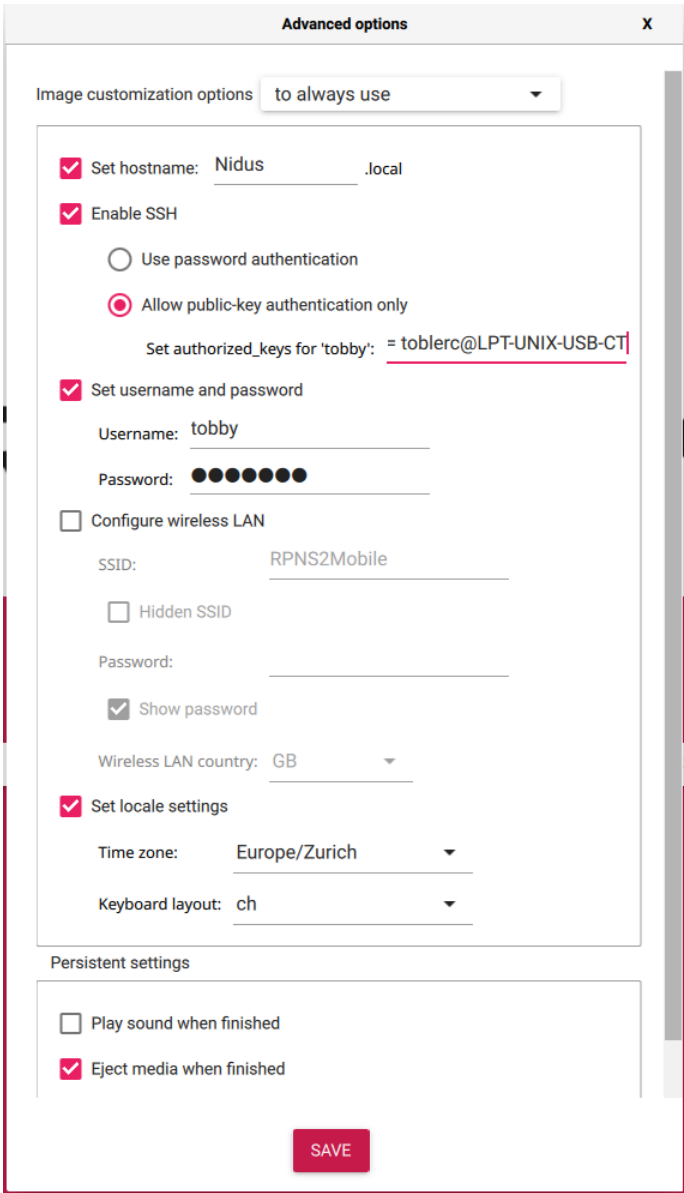 Advanced options X
Image customization options to always use
Set hostname: Nidus .local
Enable SSH
Use password authentication
Allow public-key authentication only
Set authorized_keys for 'tobby': = toblerc@LPT-UNIX-USB-CT
Set username and password
Username: tobby
Password: ●●●●●●●
Configure wireless LAN
SSID: RPNS2Mobile
Hidden SSID
Password:
Show password
Wireless LAN country: GB
Set locale settings
Time zone: Europe/Zurich
Keyboard layout: ch
Persistent settings
Play sound when finished
Eject media when finished
SAVE